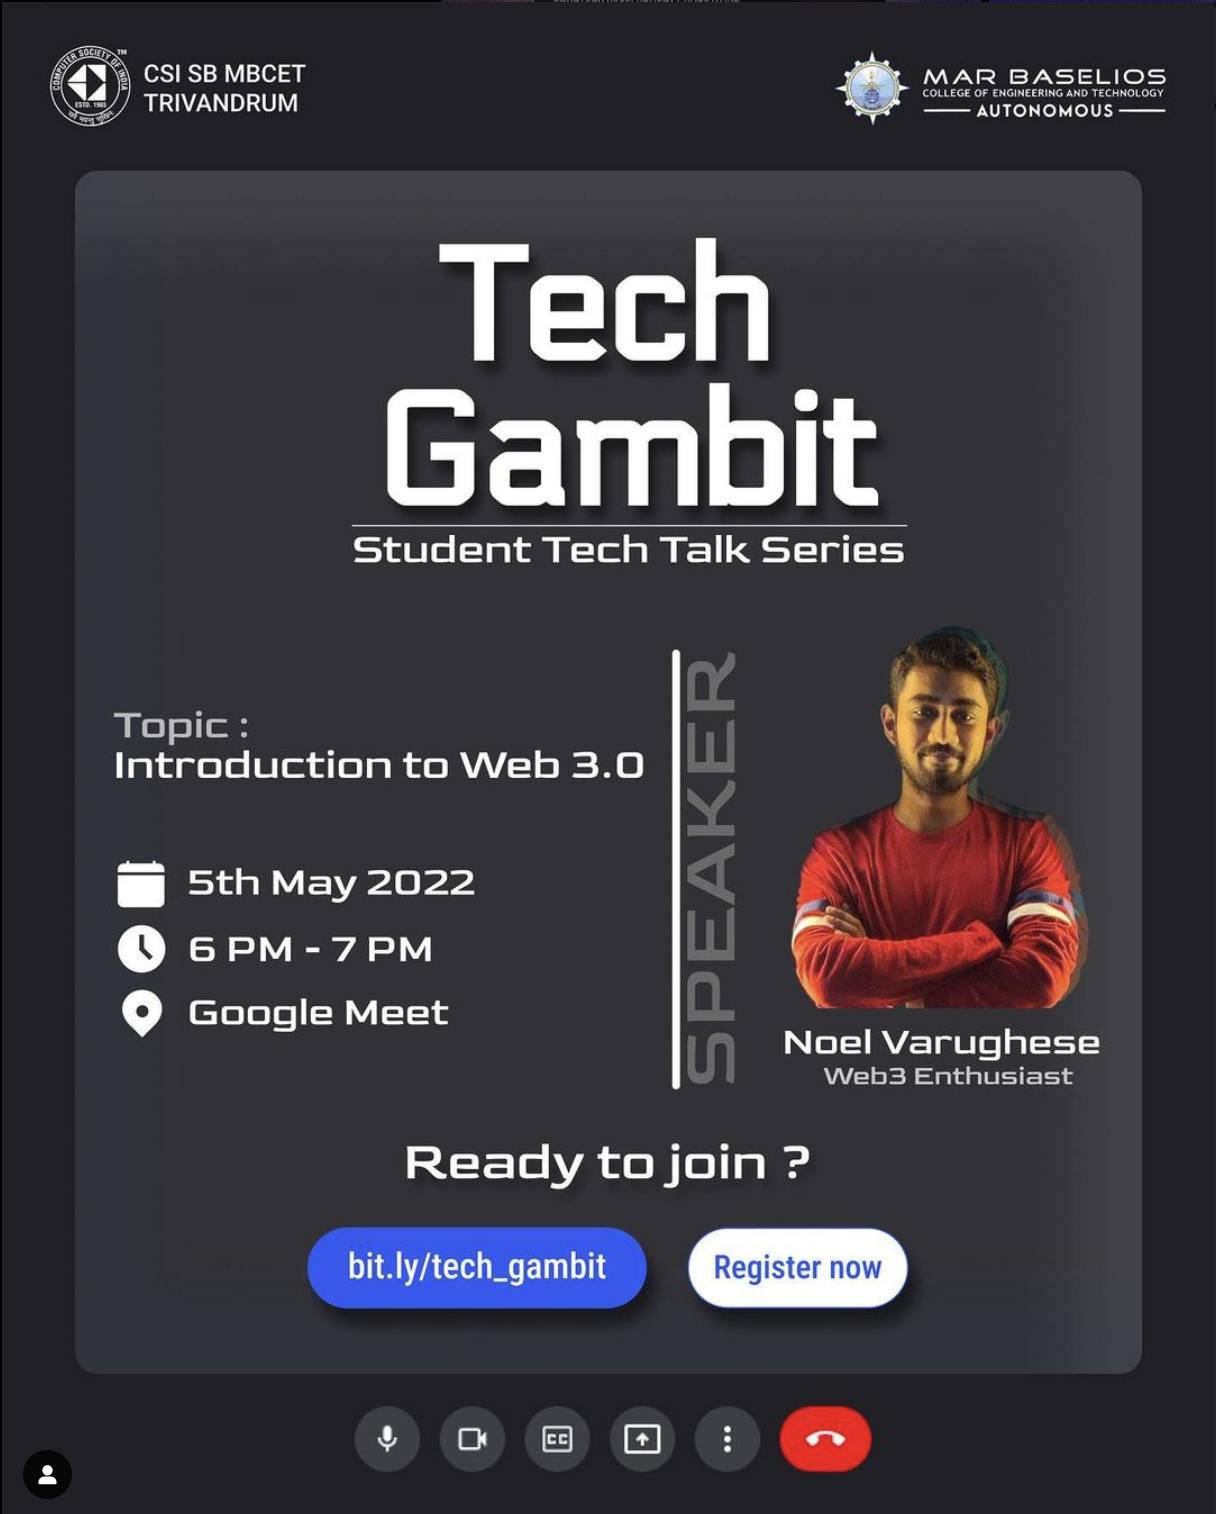 COMPUTER SOCIETY OF INDIA
TM
ESTD. 1965
CSI SB MBCET
TRIVANDRUM
MAR BASELIOS
COLLEGE OF ENGINEERING AND TECHNOLOGY
AUTONOMOUS
Tech
Gambit
Student Tech Talk Series
Topic :
Introduction to Web 3.0
5th May 2022
6 PM - 7 PM
Google Meet
SPEAKER
Noel Varughese
Web3 Enthusiast
Ready to join ?
bit.ly/tech_gambit
Register now
CC